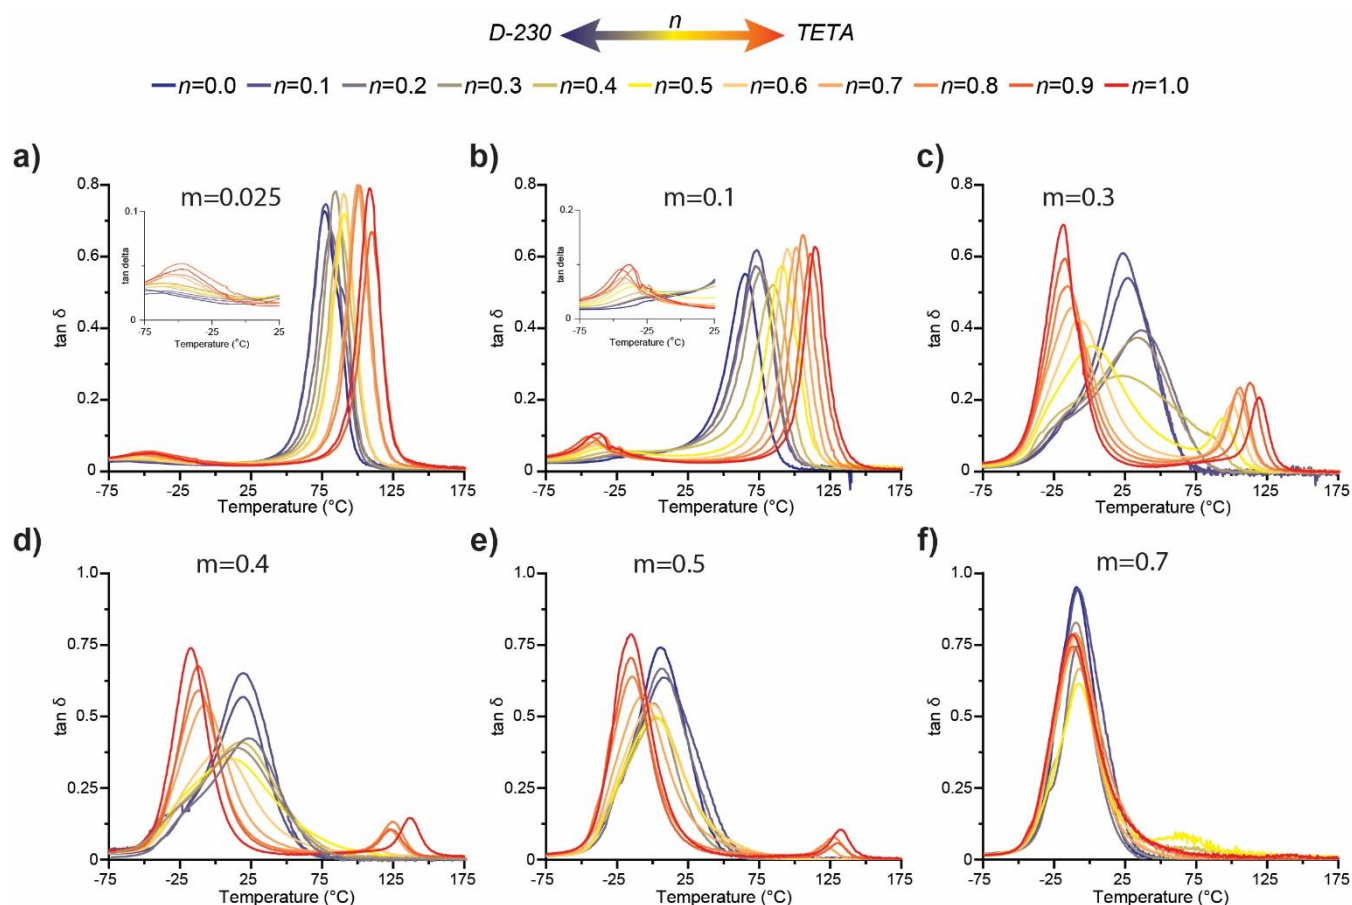 n
D-230 TETA
n=0.0 n=0.1 n=0.2 n=0.3 n=0.4 n=0.5 n=0.6 n=0.7 n=0.8 n=0.9 n=1.0
a) b) c)
m=0.025 m=0.1 m=0.3
0.8 0.6 0.4 0.2 0
tan δ
-75 -25 25 75 125 175
Temperature (°C)
0.1 0
tan delta
-75 -25 25
Temperature (°C)
0.8 0.6 0.4 0.2 0
tan δ
-75 -25 25 75 125 175
Temperature (°C)
0.2 0
tan delta
-75 -25 25
Temperature (°C)
0.8 0.6 0.4 0.2 0
tan δ
-75 -25 25 75 125 175
Temperature (°C)
d) e) f)
m=0.4 m=0.5 m=0.7
1.0 0.75 0.5 0.25 0
tan δ
-75 -25 25 75 125 175
Temperature (°C)
1.0 0.75 0.5 0.25 0
tan δ
-75 -25 25 75 125 175
Temperature (°C)
1.0 0.75 0.5 0.25 0
tan δ
-75 -25 25 75 125 175
Temperature (°C)